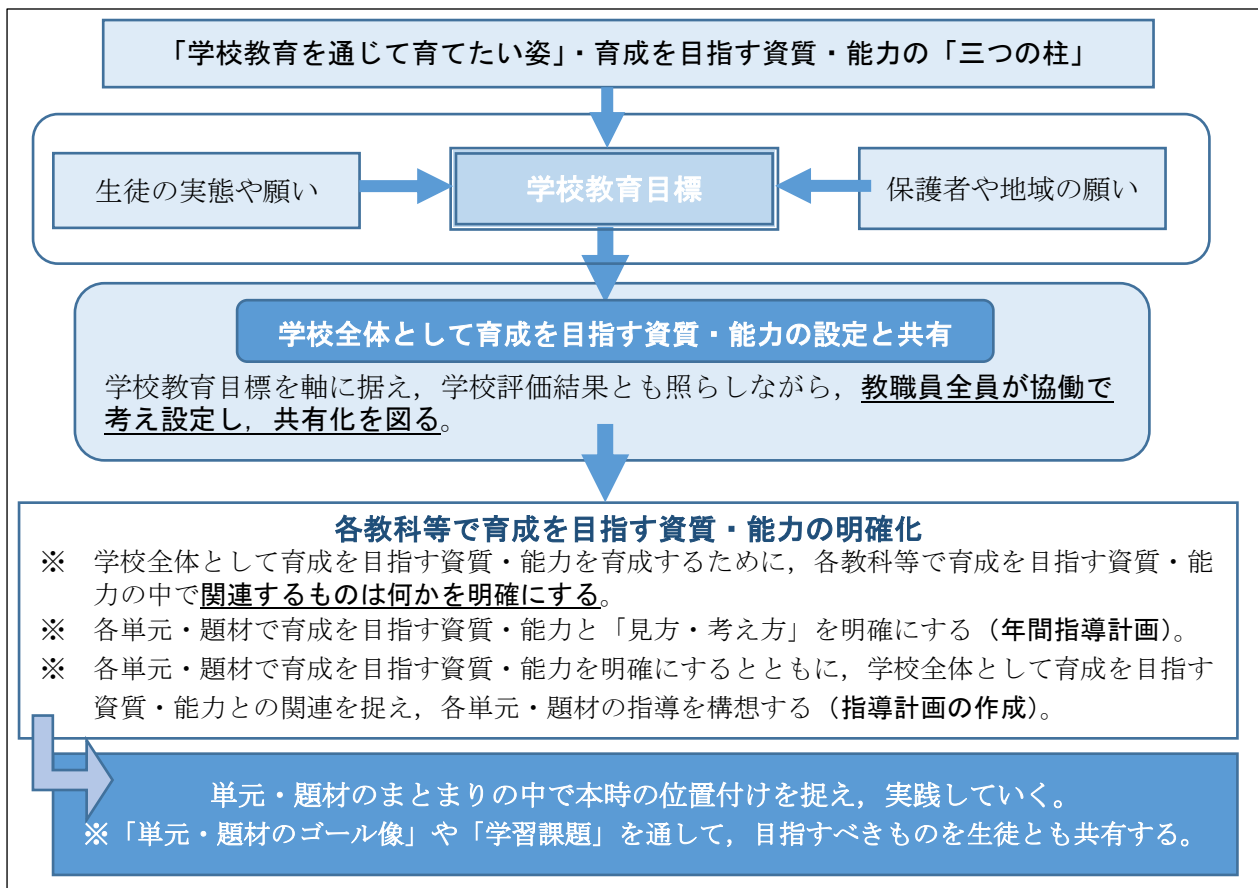 「学校教育を通じて育てたい姿」・育成を目指す資質・能力の「三つの柱」
生徒の実態や願い
学校教育目標
保護者や地域の願い
学校全体として育成を目指す資質・能力の設定と共有
学校教育目標を軸に据え，学校評価結果とも照らしながら，教職員全員が協働で
考え設定し，共有化を図る。
各教科等で育成を目指す資質・能力の明確化
※　学校全体として育成を目指す資質・能力を育成するために，各教科等で育成を目指す資質・能
力の中で関連するものは何かを明確にする。
※　各単元・題材で育成を目指す資質・能力と「見方・考え方」を明確にする（年間指導計画）。
※　各単元・題材で育成を目指す資質・能力を明確にするとともに，学校全体として育成を目指す
資質・能力との関連を捉え，各単元・題材の指導を構想する（指導計画の作成）。
単元・題材のまとまりの中で本時の位置付けを捉え，実践していく。
※「単元・題材のゴール像」や「学習課題」を通して，目指すべきものを生徒とも共有する。